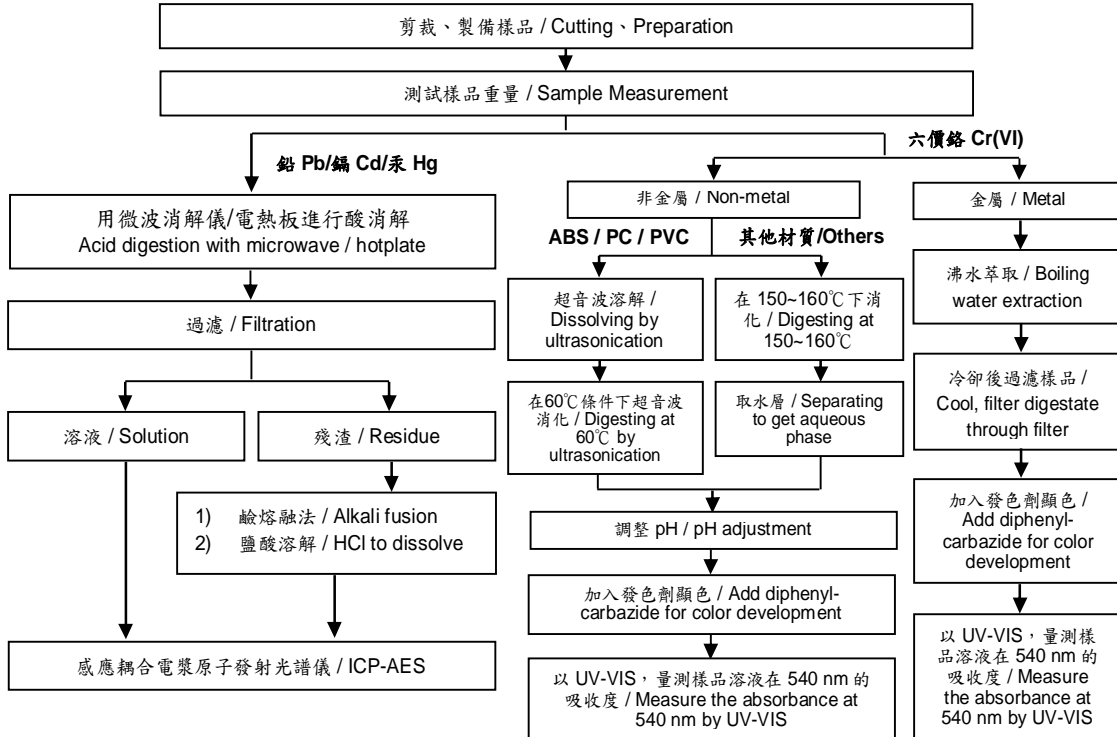 剪裁、製備樣品 / Cutting、Preparation
測試樣品重量 / Sample Measurement
鉛 Pb/鎘 Cd/汞 Hg
六價鉻 Cr(VI)
用微波消解儀/電熱板進行酸消解
Acid digestion with microwave / hotplate
過濾 / Filtration
溶液 / Solution
殘渣 / Residue
1) 鹼熔融法 / Alkali fusion
2) 鹽酸溶解 / HCl to dissolve
感應耦合電漿原子發射光譜儀 / ICP-AES
非金屬 / Non-metal
ABS / PC / PVC
其他材質/Others
超音波溶解 /
Dissolving by
ultrasonication
在60℃條件下超音波
消化 / Digesting at
60℃ by
ultrasonication
在 150~160℃下消
化 / Digesting at
150~160℃
取水層 / Separating
to get aqueous
phase
調整 pH / pH adjustment
加入發色劑顯色 / Add diphenyl-
carbazide for color development
以 UV-VIS，量測樣品溶液在 540 nm 的
吸收度 / Measure the absorbance at
540 nm by UV-VIS
金屬 / Metal
沸水萃取 / Boiling
water extraction
冷卻後過濾樣品 /
Cool, filter digestate
through filter
加入發色劑顯色 /
Add diphenyl-
carbazide for color
development
以 UV-VIS，量測樣
品溶液在 540 nm 的
吸收度 / Measure
the absorbance at
540 nm by UV-VIS